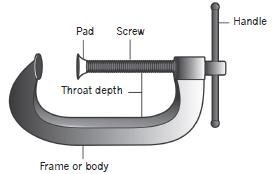 Handle
Pad
Screw
Throat depth
Frame or body